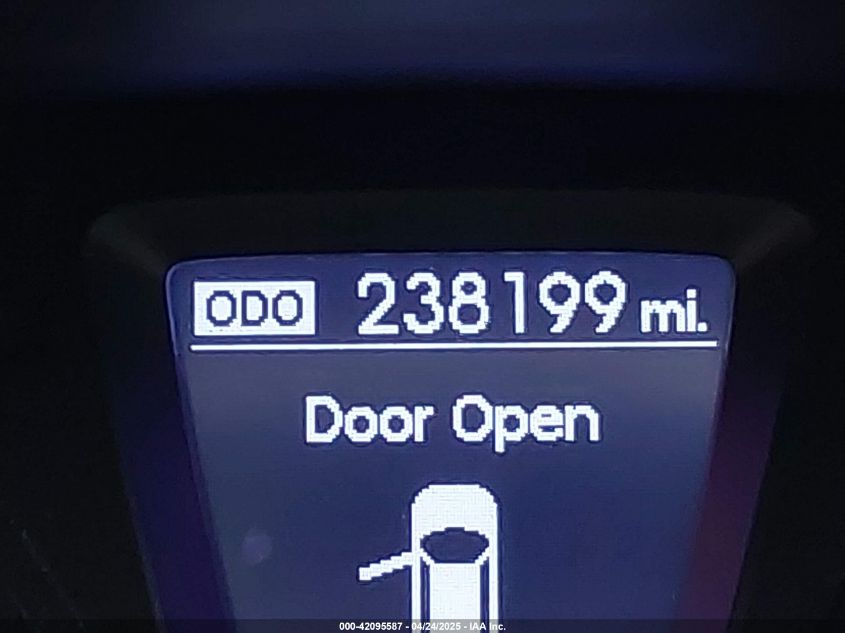 ODO 238199 mi.
Door Open
000-42095587 - 04/24/2025 - IAA Inc.